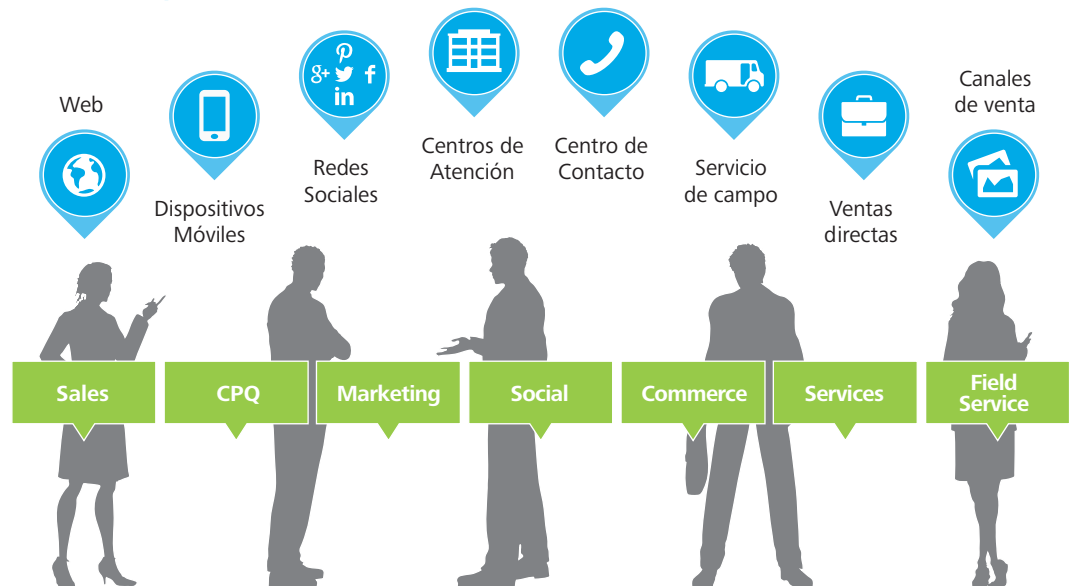 Web
Dispositivos
Móviles
Redes
Sociales
Centros de
Atención
Centro de
Contacto
Servicio
de campo
Ventas
directas
Canales
de venta
Sales
CPQ
Marketing
Social
Commerce
Services
Field
Service